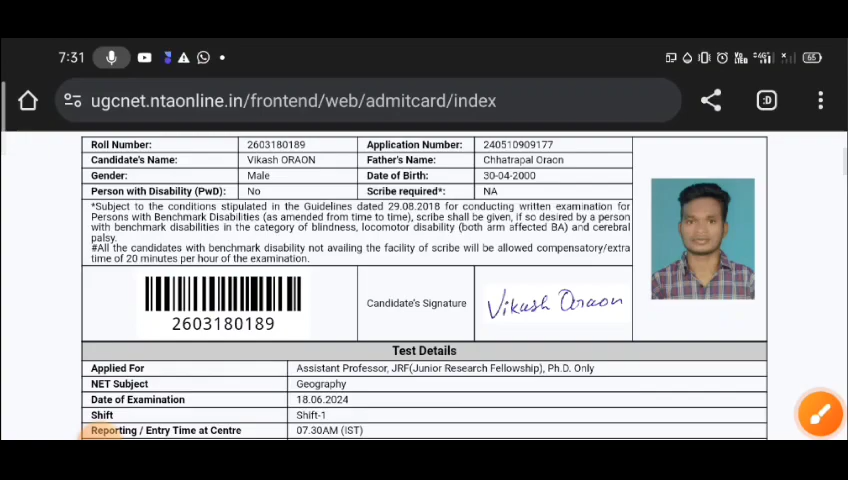 7:31
65
ugcnet.ntaonline.in/frontend/web/admitcard/index
:D
Roll Number: 2603180189 Application Number: 240510909177
Candidate's Name: Vikash ORAON Father's Name: Chhatrapal Oraon
Gender: Male Date of Birth: 30-04-2000
Person with Disability (PwD): No Scribe required*: NA
*Subject to the conditions stipulated in the Guidelines dated 29.08.2018 for conducting written examination for
Persons with Benchmark Disabilities (as amended from time to time), scribe shall be given, if so desired by a person
with benchmark disabilities in the category of blindness, locomotor disability (both arm affected BA) and cerebral
palsy.
#All the candidates with benchmark disability not availing the facility of scribe will be allowed compensatory/extra
time of 20 minutes per hour of the examination.
2603180189
Candidate's Signature
Vikash Oraon
Test Details
Applied For Assistant Professor, JRF(Junior Research Fellowship), Ph.D. Only
NET Subject Geography
Date of Examination 18.06.2024
Shift Shift-1
Reporting / Entry Time at Centre 07.30AM (IST)